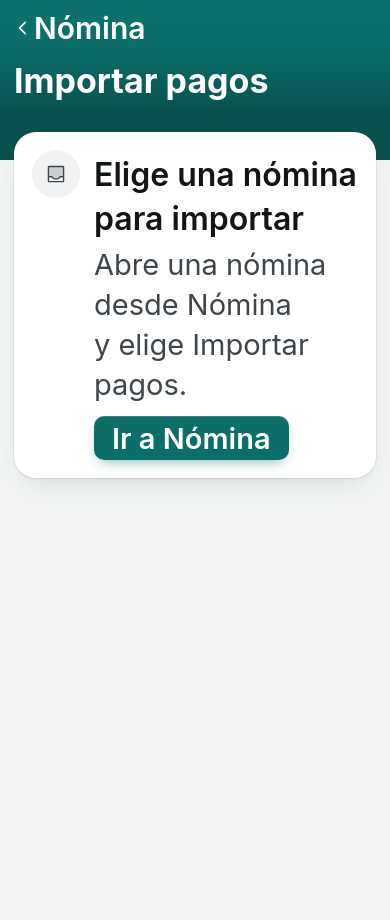 Nómina
Importar pagos
Elige una nómina
para importar
Abre una nómina
desde Nómina
y elige Importar
pagos.
Ir a Nómina